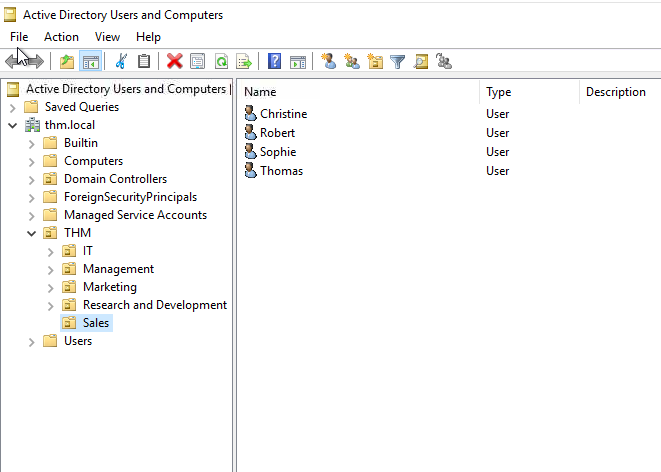 Active Directory Users and Computers
File Action View Help
Active Directory Users and Computers [
Saved Queries
thm.local
Builtin
Computers
Domain Controllers
ForeignSecurityPrincipals
Managed Service Accounts
THM
IT
Management
Marketing
Research and Development
Sales
Users
Name Type Description
Christine User
Robert User
Sophie User
Thomas User